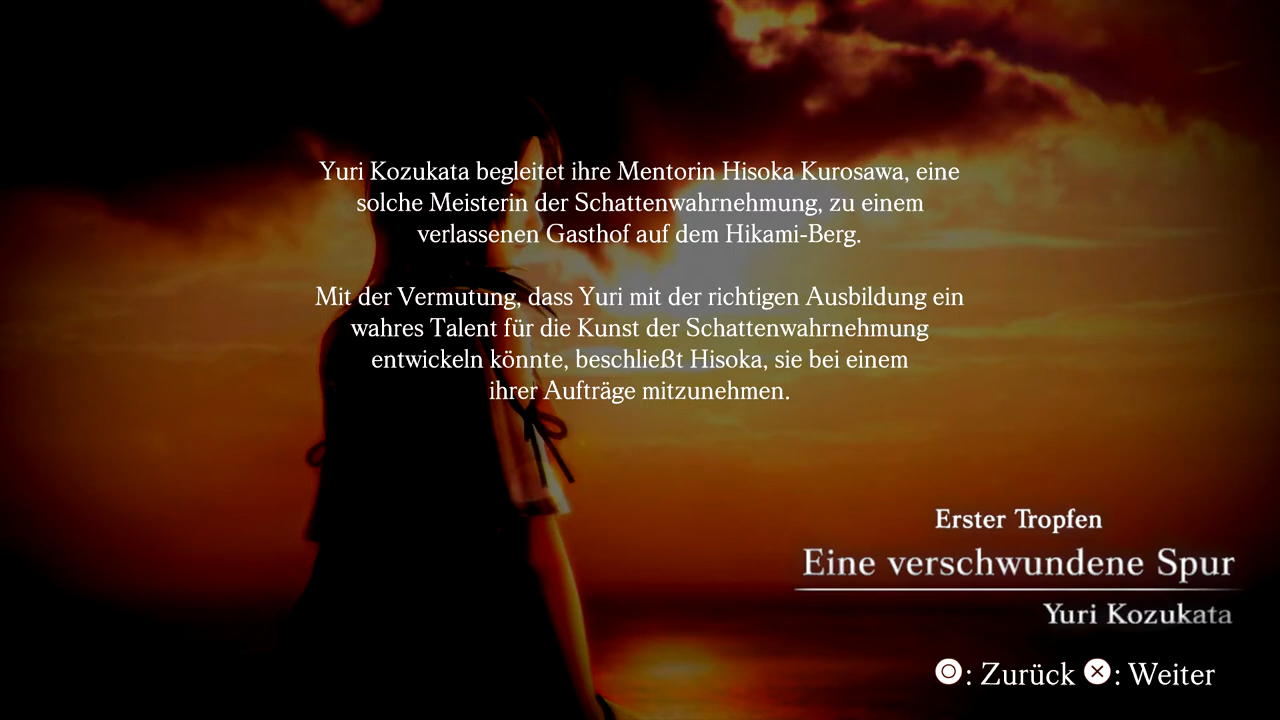 Yuri Kozukata begleitet ihre Mentorin Hisoka Kurosawa, eine
solche Meisterin der Schattenwahrnehmung, zu einem
verlassenen Gasthof auf dem Hikami-Berg.
Mit der Vermutung, dass Yuri mit der richtigen Ausbildung ein
wahres Talent für die Kunst der Schattenwahrnehmung
entwickeln könnte, beschließt Hisoka, sie bei einem
ihrer Aufträge mitzunehmen.
Erster Tropfen
Eine verschwundene Spur
Yuri Kozukata
: Zurück : Weiter